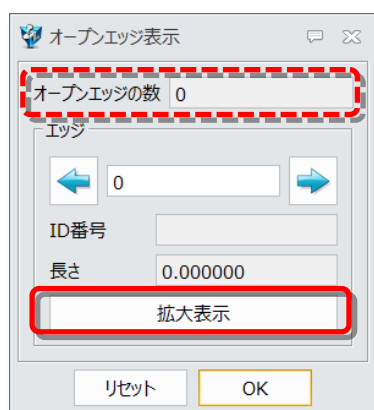 オープンエッジ表示
オープンエッジの数 0
エッジ
0
ID番号
長さ 0.000000
拡大表示
リセット OK